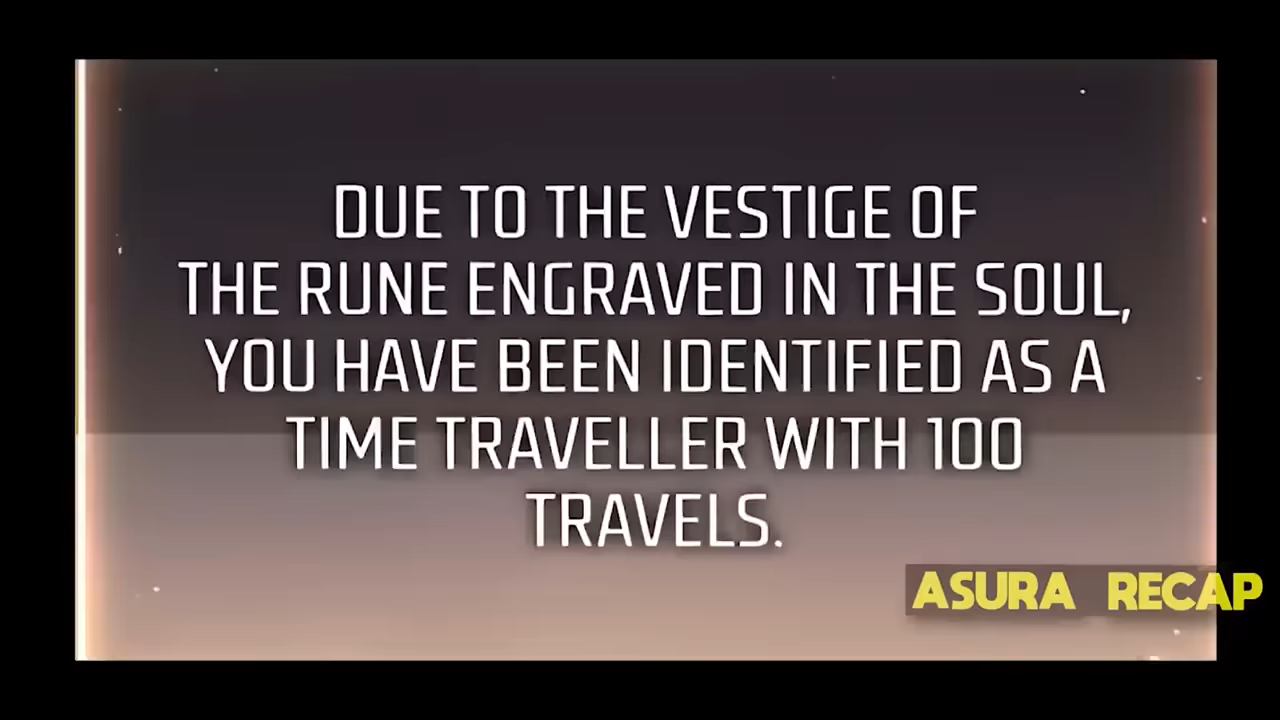 DUE TO THE VESTIGE OF
THE RUNE ENGRAVED IN THE SOUL,
YOU HAVE BEEN IDENTIFIED AS A
TIME TRAVELLER WITH 100
TRAVELS.
ASURA RECAP